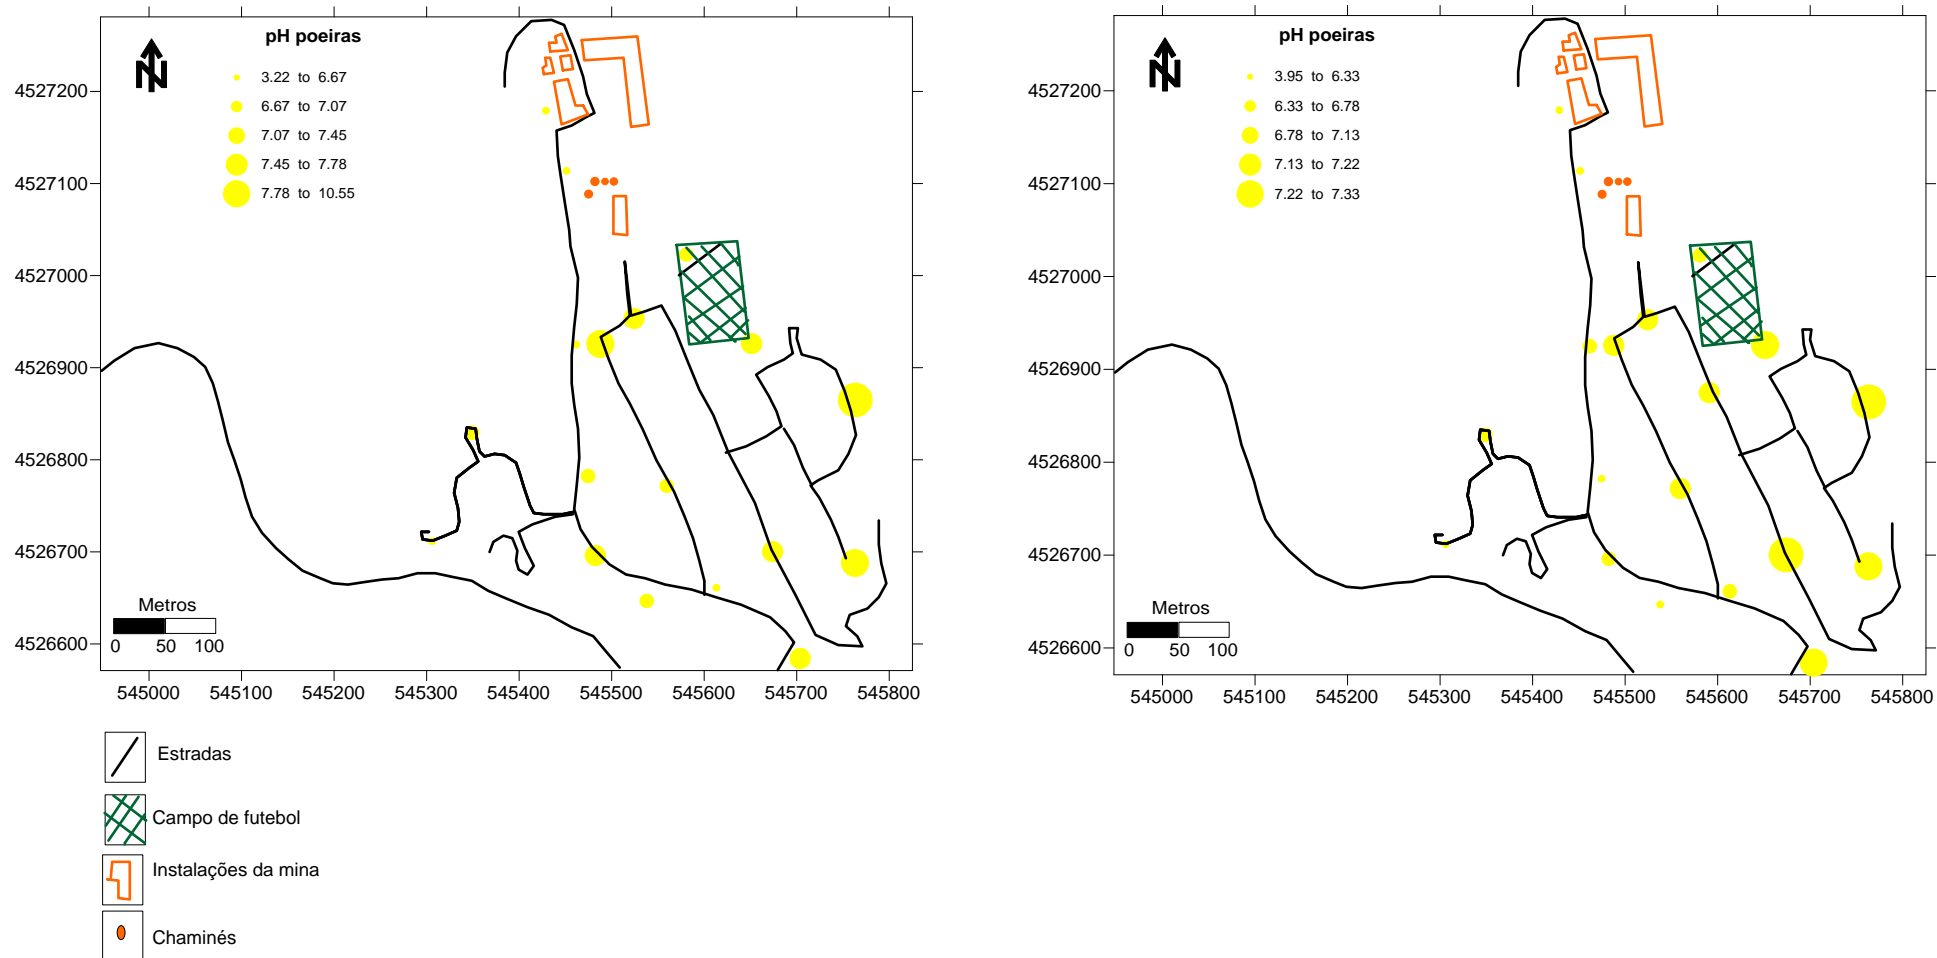 pH poeiras
N
3.22 to 6.67
6.67 to 7.07
7.07 to 7.45
7.45 to 7.78
7.78 to 10.55
4527200
4527100
4527000
4526900
4526800
4526700
4526600
Metros
0 50 100
545000 545100 545200 545300 545400 545500 545600 545700 545800
pH poeiras
N
3.95 to 6.33
6.33 to 6.78
6.78 to 7.13
7.13 to 7.22
7.22 to 7.33
4527200
4527100
4527000
4526900
4526800
4526700
4526600
Metros
0 50 100
545000 545100 545200 545300 545400 545500 545600 545700 545800
Estradas
Campo de futebol
Instalações da mina
Chaminés